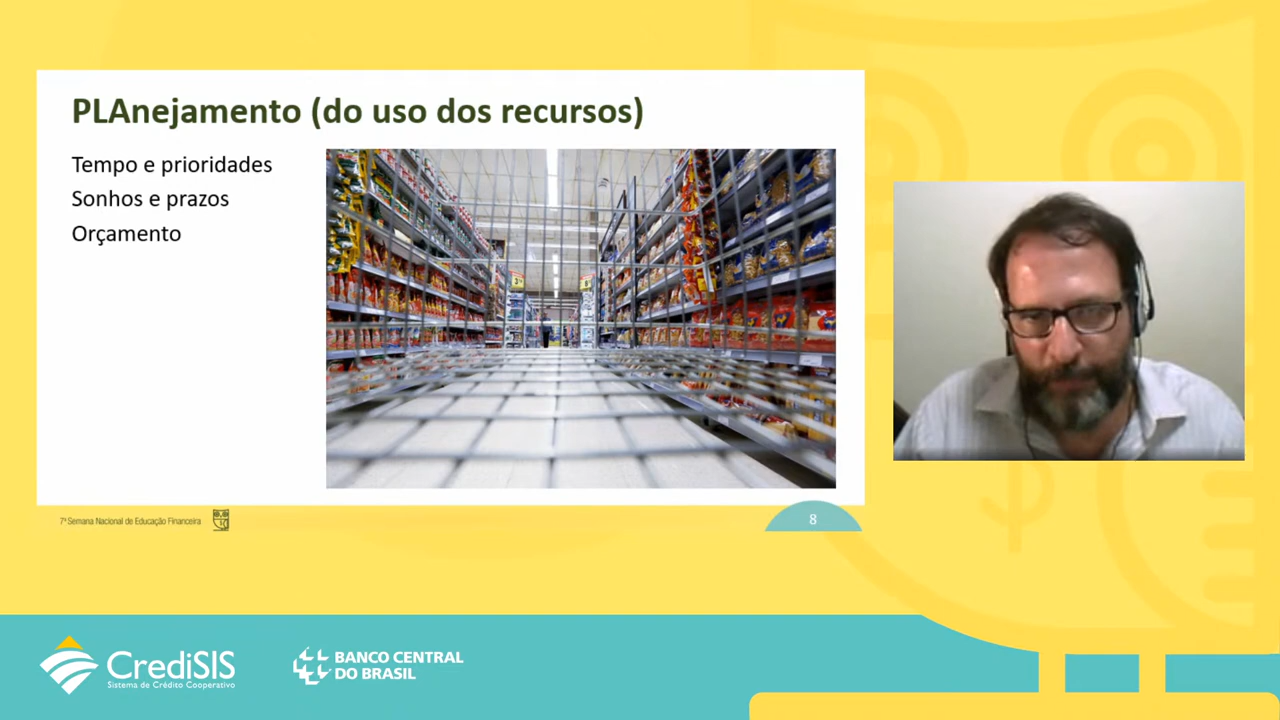 PLAnejamento (do uso dos recursos)
Tempo e prioridades
Sonhos e prazos
Orçamento
7ª Semana Nacional de Educação Financeira
8
CrediSIS
Sistema de Crédito Cooperativo
BANCO CENTRAL
DO BRASIL